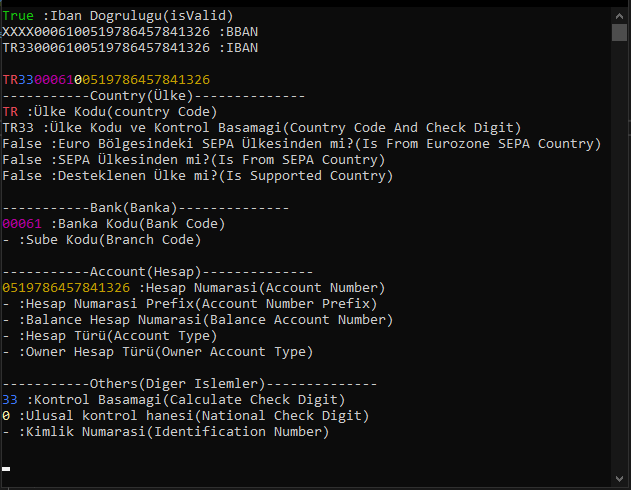 True :Iban Dogrulugu(isValid)
XXXX0006100519786457841326 :BBAN
TR330006100519786457841326 :IBAN
TR330006100519786457841326
-----------Country(Ülke)--------------
TR :Ülke Kodu(country Code)
TR33 :Ülke Kodu ve Kontrol Basamagi(Country Code And Check Digit)
False :Euro Bölgesindeki SEPA Ülkesinden mi?(Is From Eurozone SEPA Country)
False :SEPA Ülkesinden mi?(Is From SEPA Country)
False :Desteklenen Ülke mi?(Is Supported Country)
-----------Bank(Banka)--------------
00061 :Banka Kodu(Bank Code)
- :Sube Kodu(Branch Code)
-----------Account(Hesap)--------------
0519786457841326 :Hesap Numarasi(Account Number)
- :Hesap Numarasi Prefix(Account Number Prefix)
- :Balance Hesap Numarasi(Balance Account Number)
- :Hesap Türü(Account Type)
- :Owner Hesap Türü(Owner Account Type)
-----------Others(Diger Islemler)--------------
33 :Kontrol Basamagi(Calculate Check Digit)
0 :Ulusal kontrol hanesi(National Check Digit)
- :Kimlik Numarasi(Identification Number)